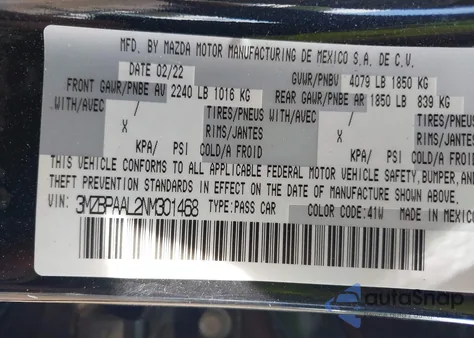 MFD. BY MAZDA MOTOR MANUFACTURING DE MEXICO S.A. DE C.V.
DATE 02/22 GVWR/PNBV 4079 LB 1850 KG
FRONT GAWR/PNBE AV 2240 LB 1016 KG REAR GAWR/PNBE AR 1850 LB 839 KG
WITH/AVEC / TIRES/PNEUS WITH/AVEC / TIRES/PNEUS
X RIMS/JANTES X RIMS/JANTES
KPA/ PSI COLD/A FROID KPA/ PSI COLD/A FROID
THIS VEHICLE CONFORMS TO ALL APPLICABLE FEDERAL MOTOR VEHICLE SAFETY, BUMPER, AND
THEFT PREVENTION STANDARDS IN EFFECT ON THE DATE OF MANUFACTURE SHOWN ABOVE.
VIN: 3MZBPAAL2NM301468 TYPE:PASS CAR COLOR CODE:41W MADE IN MEXICO
autoSnap